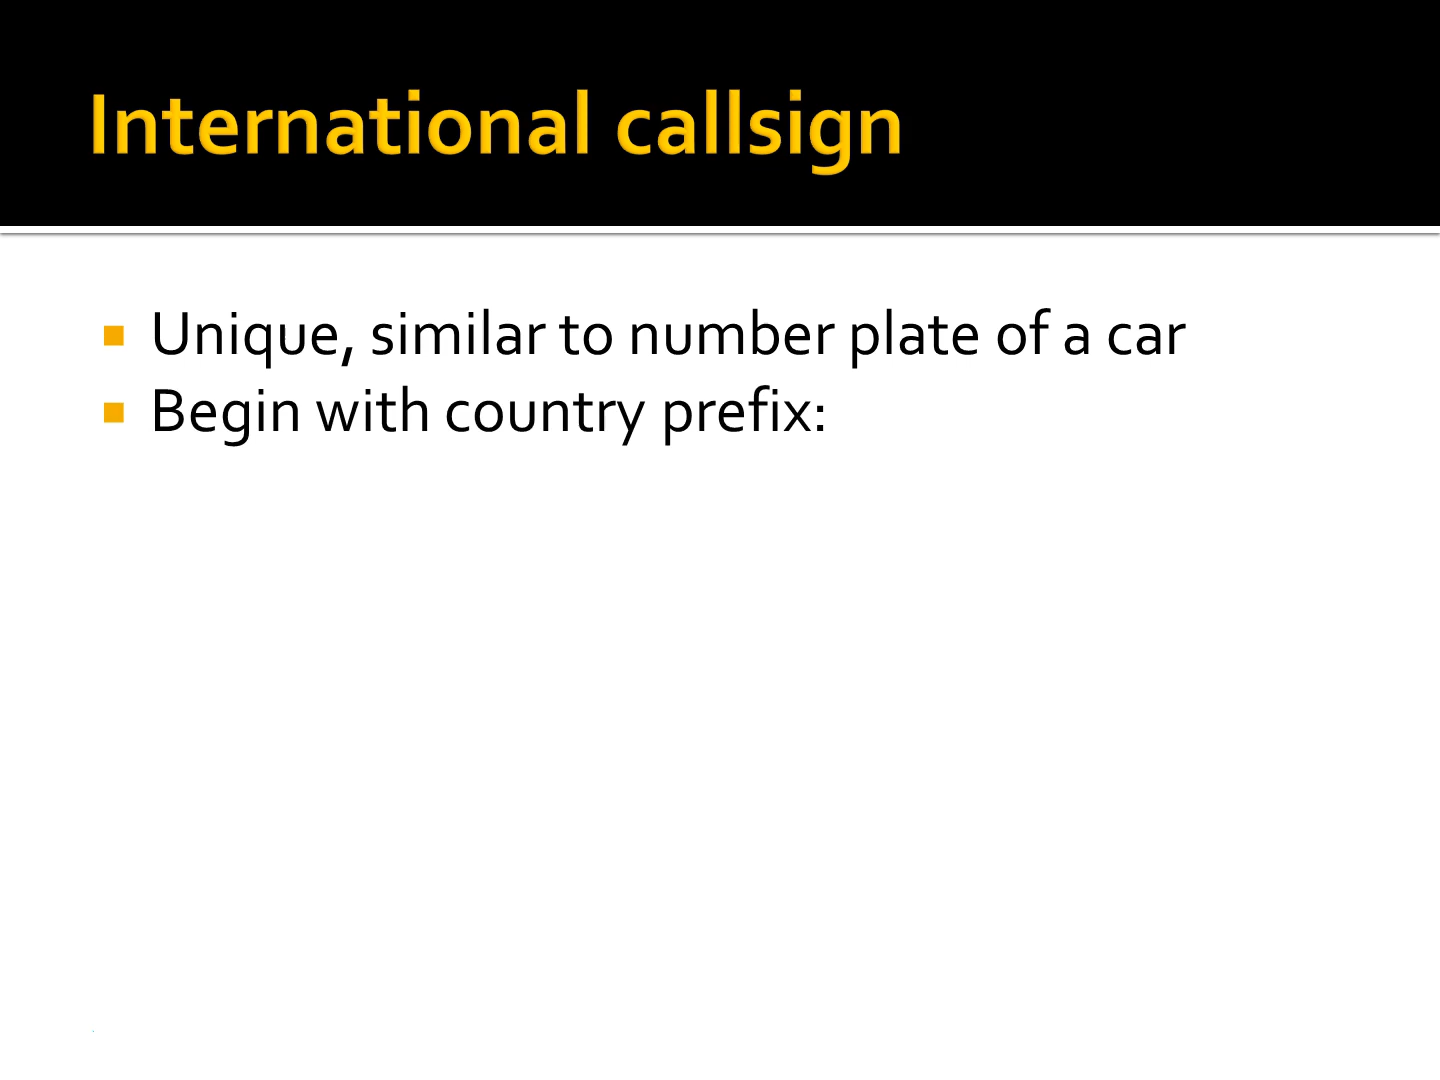 International callsign
Unique, similar to number plate of a car
Begin with country prefix: